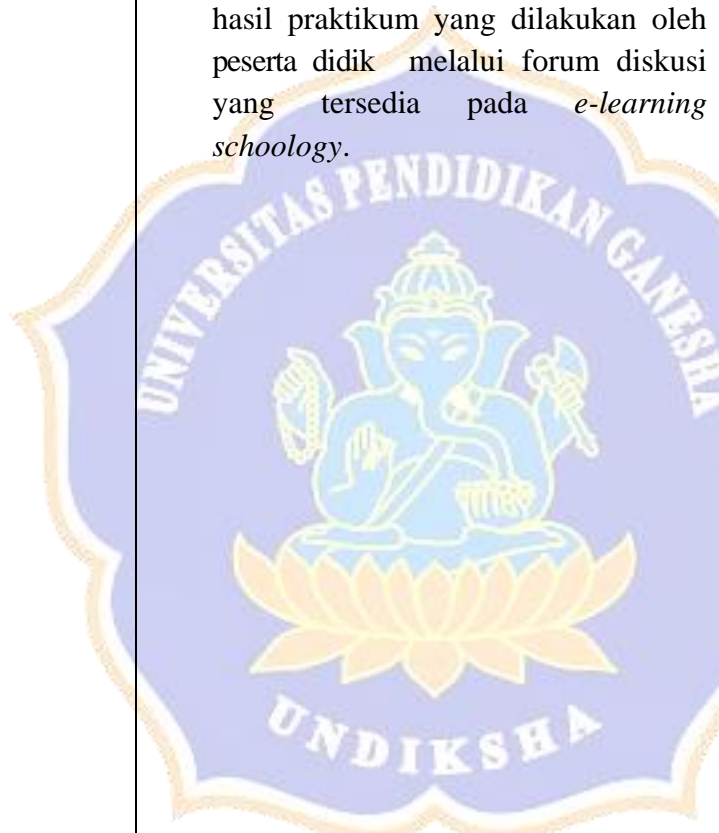 hasil praktikum yang dilakukan oleh
peserta didik melalui forum diskusi
yang tersedia pada e-learning
schoology.
UNIVERSITAS PENDIDIKAN GANESHA
UNDIKSHA